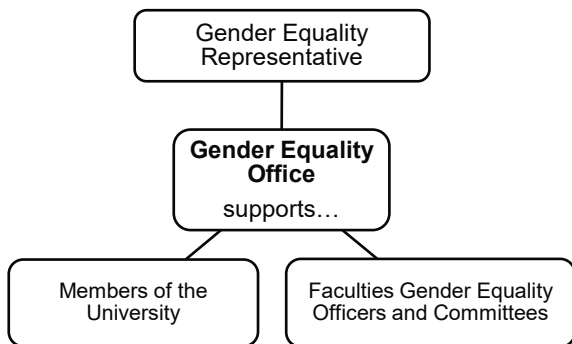 Gender Equality
Representative
Gender Equality
Office
supports…
Members of the
University
Faculties Gender Equality
Officers and Committees